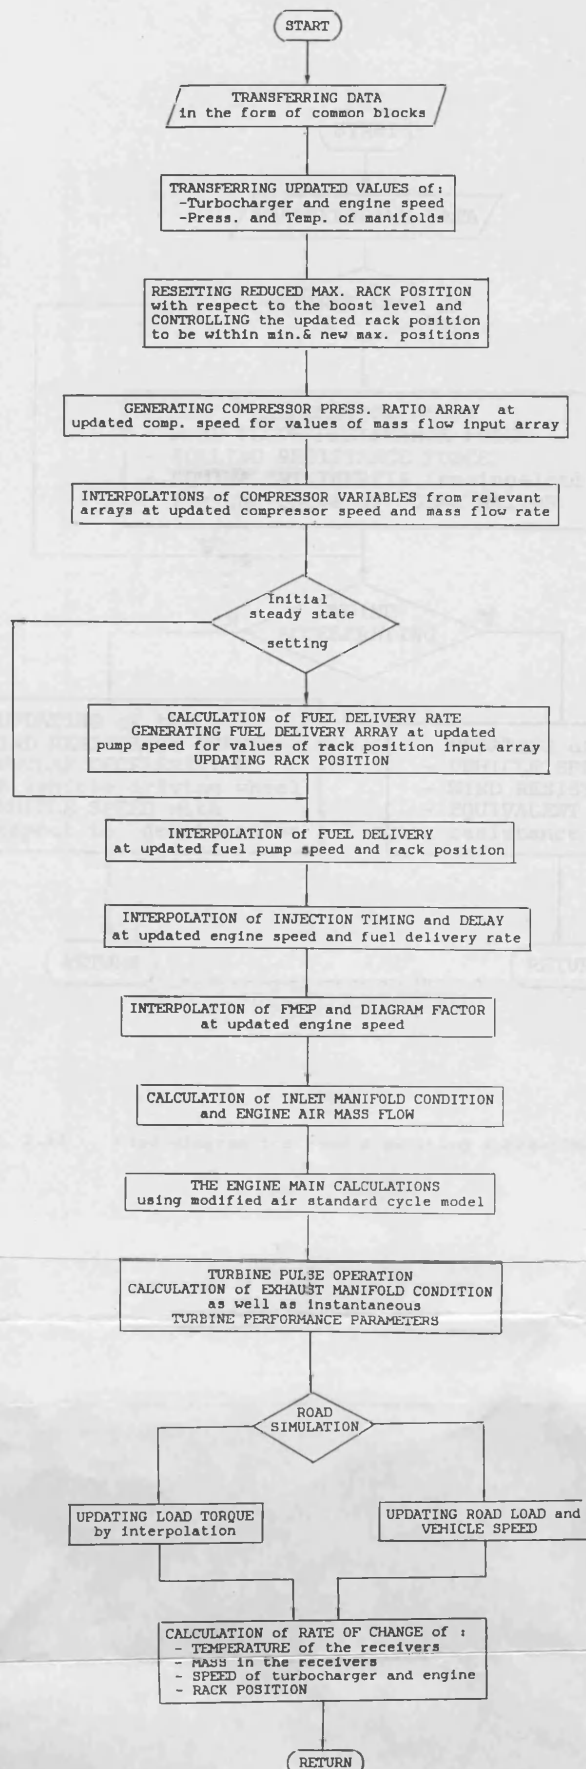 START
TRANSFERRING DATA
in the form of common blocks
TRANSFERRING UPDATED VALUES of:
-Turbocharger and engine speed
-Press. and Temp. of manifolds
RESETTING REDUCED MAX. RACK POSITION
with respect to the boost level and
CONTROLLING the updated rack position
to be within min.& new max. positions
GENERATING COMPRESSOR PRESS. RATIO ARRAY at
updated comp. speed for values of mass flow input array
INTERPOLATIONS of COMPRESSOR VARIABLES from relevant
arrays at updated compressor speed and mass flow rate
Initial
steady state
setting
CALCULATION of FUEL DELIVERY RATE
GENERATING FUEL DELIVERY ARRAY at updated
pump speed for values of rack position input array
UPDATING RACK POSITION
INTERPOLATION of FUEL DELIVERY
at updated fuel pump speed and rack position
INTERPOLATION of INJECTION TIMING and DELAY
at updated engine speed and fuel delivery rate
INTERPOLATION of FMEP and DIAGRAM FACTOR
at updated engine speed
CALCULATION of INLET MANIFOLD CONDITION
and ENGINE AIR MASS FLOW
THE ENGINE MAIN CALCULATIONS
using modified air standard cycle model
TURBINE PULSE OPERATION
CALCULATION of EXHAUST MANIFOLD CONDITION
as well as instantaneous
TURBINE PERFORMANCE PARAMETERS
ROAD
SIMULATION
UPDATING LOAD TORQUE
by interpolation
UPDATING ROAD LOAD and
VEHICLE SPEED
CALCULATION of RATE OF CHANGE of :
- TEMPERATURE of the receivers
- MASS in the receivers
- SPEED of turbocharger and engine
- RACK POSITION
RETURN